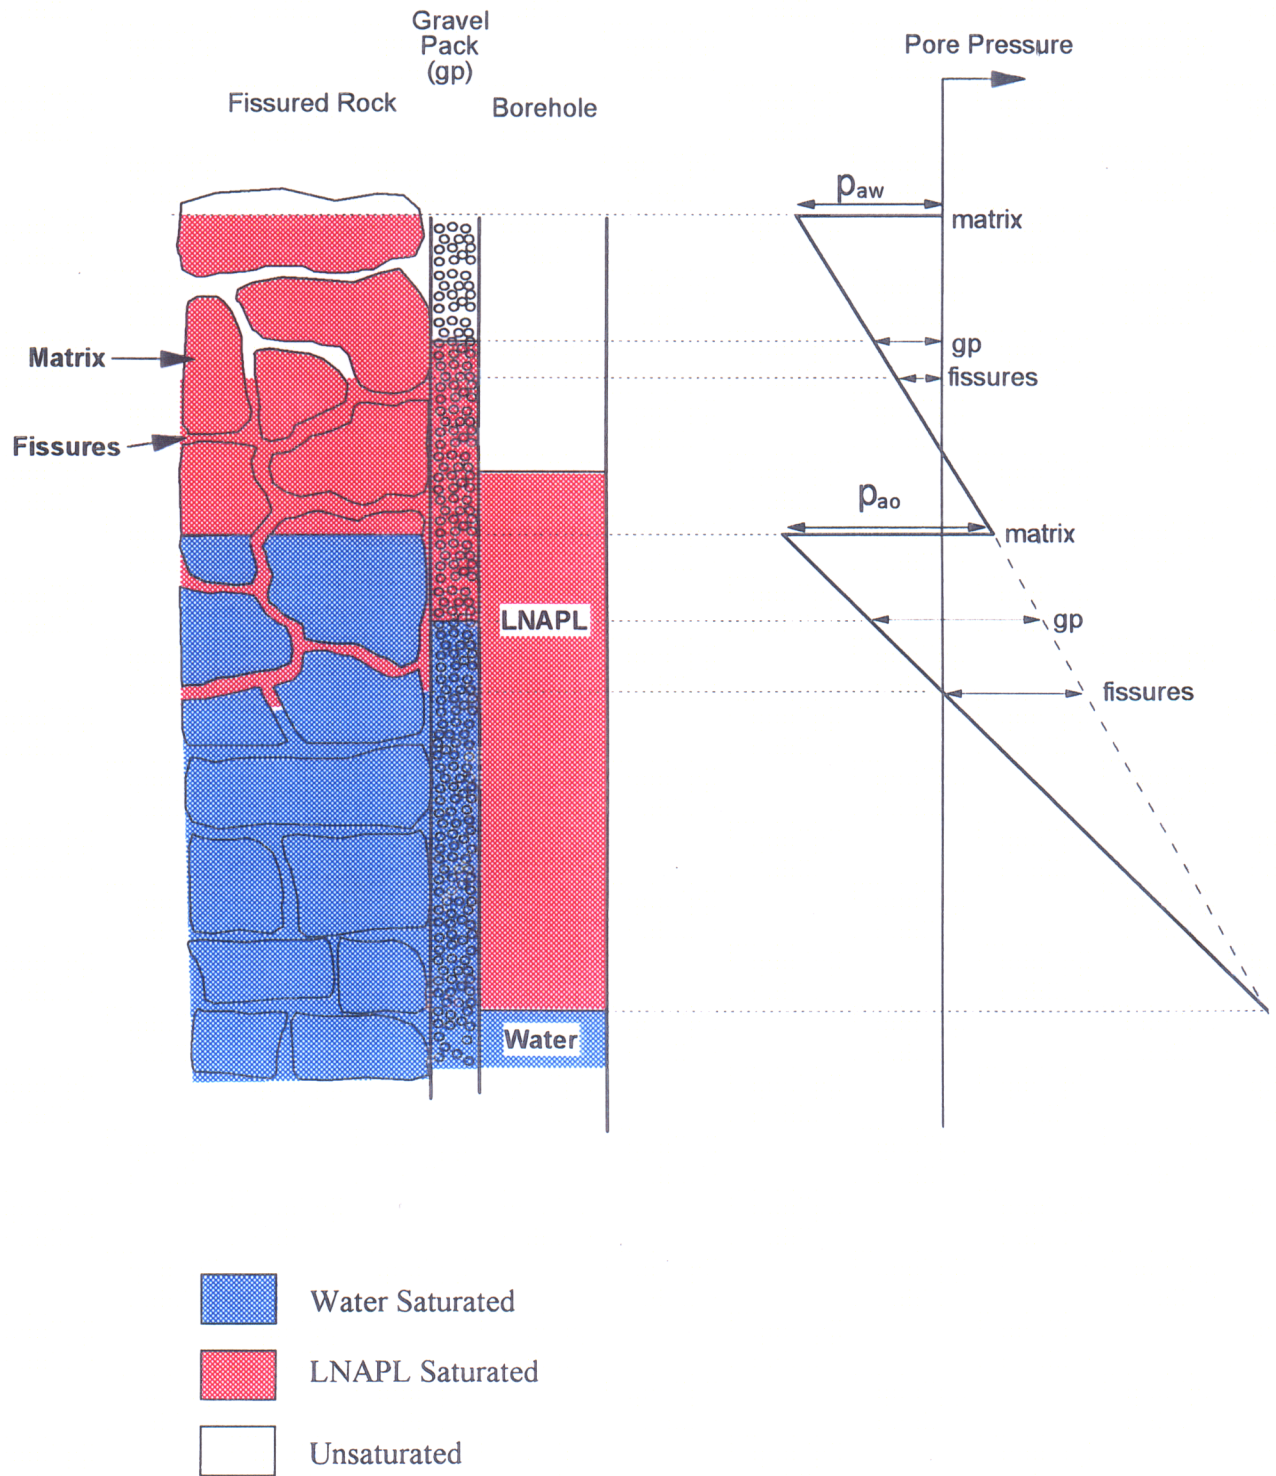 Gravel
Pack
(gp)
Pore Pressure
Fissured Rock
Borehole
paw
matrix
gp
fissures
Matrix
Fissures
pao
matrix
LNAPL
gp
fissures
Water
Water Saturated
LNAPL Saturated
Unsaturated